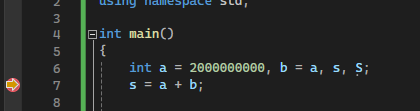 2 using namespace std;
3
4 int main()
5 {
6 int a = 2000000000, b = a, s, S;
7 s = a + b;
8